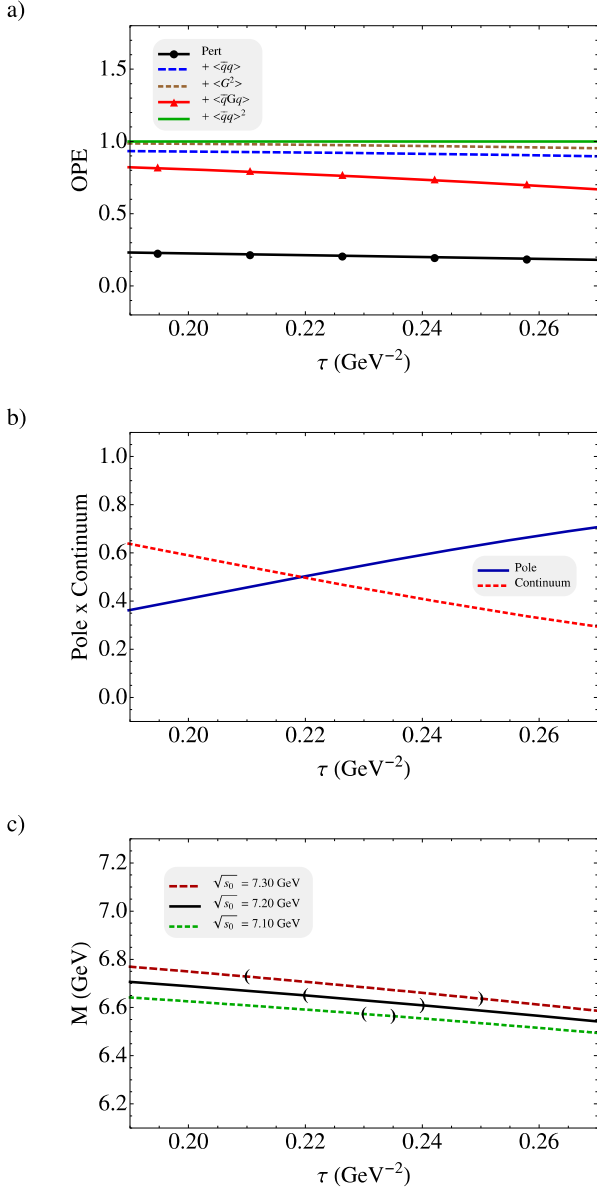 a)
Pert
+ <q̅q>
+ <G²>
+ <q̅Gq>
+ <q̅q>²
OPE
1.5
1.0
0.5
0.0
0.20 0.22 0.24 0.26
τ (GeV⁻²)
b)
Pole x Continuum
1.0
0.8
0.6
0.4
0.2
0.0
Pole
Continuum
0.20 0.22 0.24 0.26
τ (GeV⁻²)
c)
M (GeV)
7.2
7.0
6.8
6.6
6.4
6.2
√s₀ = 7.30 GeV
√s₀ = 7.20 GeV
√s₀ = 7.10 GeV
0.20 0.22 0.24 0.26
τ (GeV⁻²)